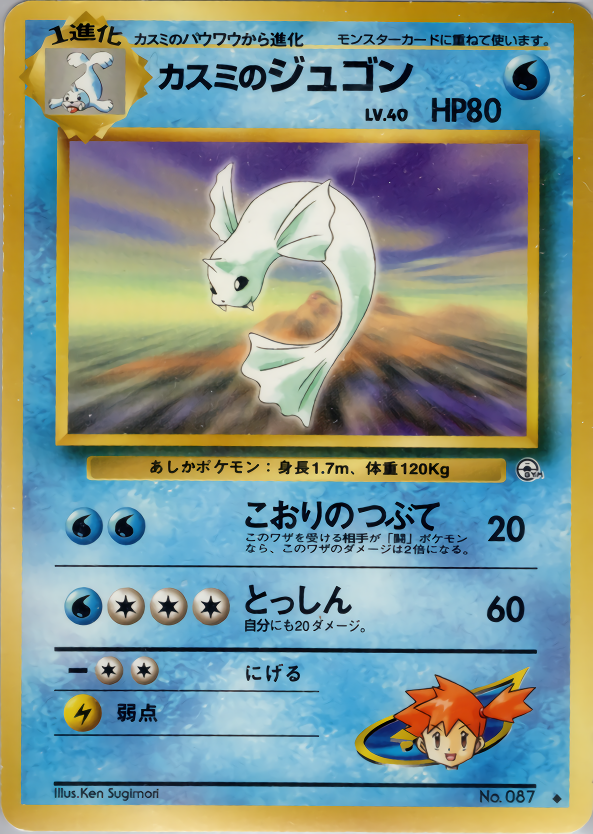 1進化
カスミのパウワウから進化 モンスターカードに重ねて使います。
カスミのジュゴン
LV.40 HP80
あしかポケモン：身長1.7m、体重120Kg
GYM
こおりのつぶて 20
このワザを受ける相手が「闘」ポケモン
なら、このワザのダメージは2倍になる。
とっしん 60
自分にも20ダメージ。
にげる
弱点
Illus.Ken Sugimori No. 087